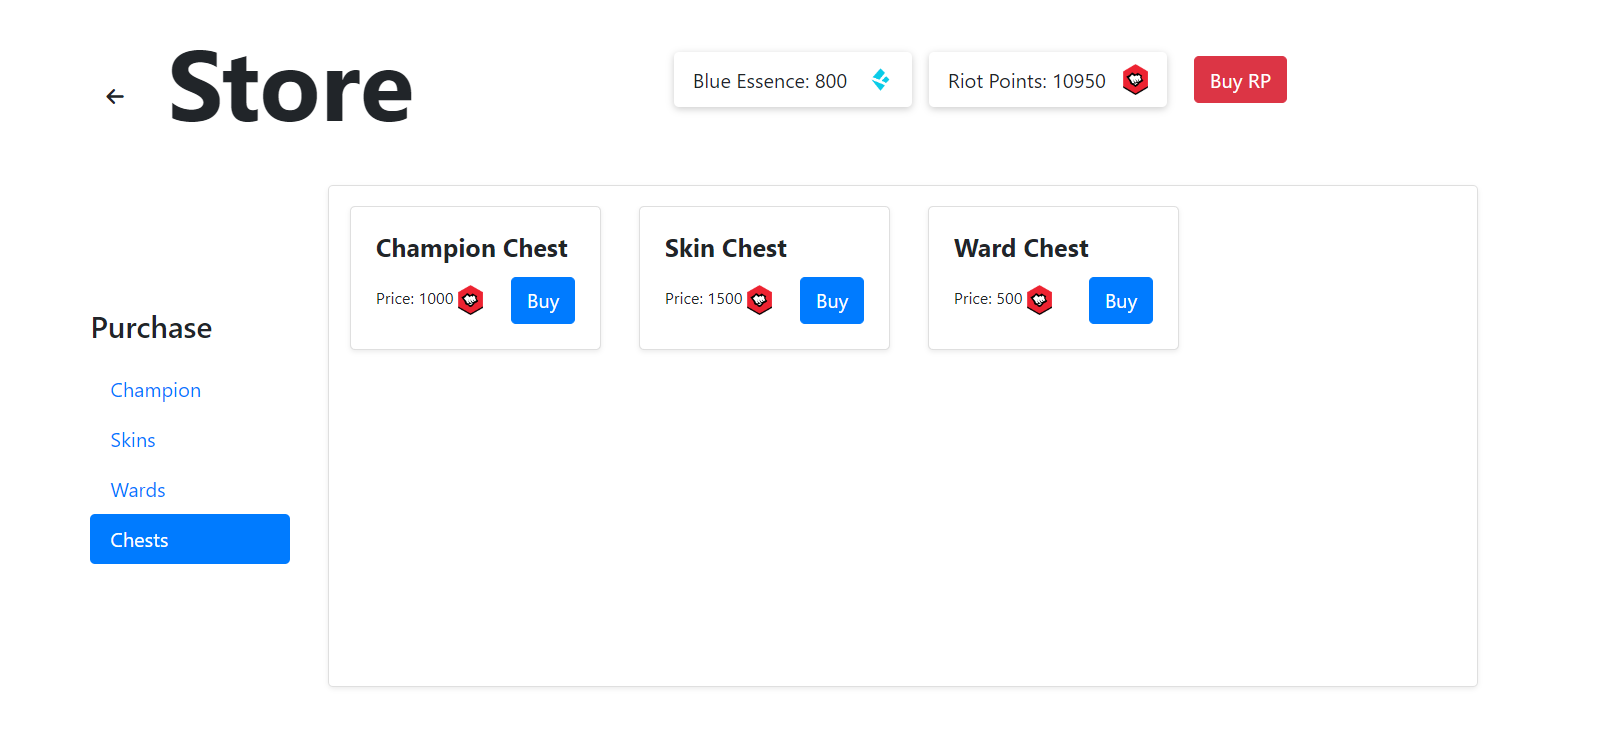 Store
Blue Essence: 800
Riot Points: 10950
Buy RP
Purchase
Champion
Skins
Wards
Chests
Champion Chest
Price: 1000
Buy
Skin Chest
Price: 1500
Buy
Ward Chest
Price: 500
Buy